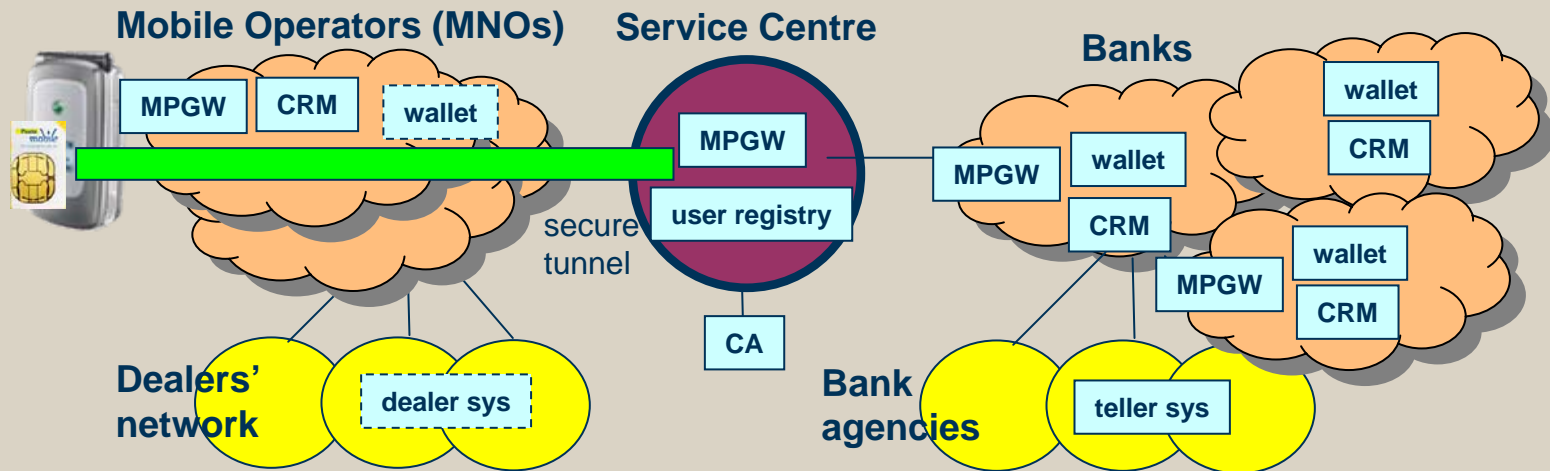 Mobile Operators (MNOs)
Service Centre
Banks
MPGW
CRM
wallet
mobile
MPGW
user registry
secure
tunnel
CA
MPGW
wallet
CRM
wallet
CRM
MPGW
wallet
CRM
Dealers'
network
dealer sys
Bank
agencies
teller sys